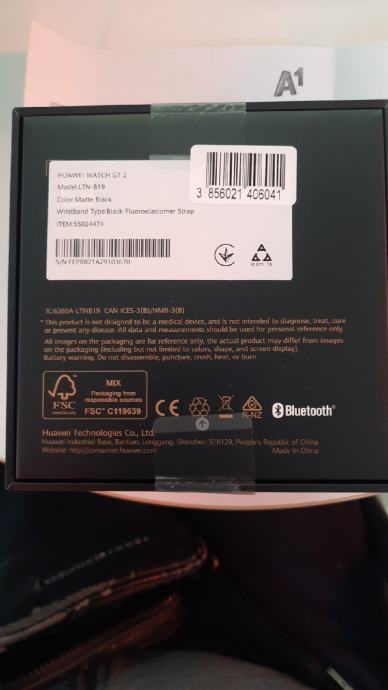 A1
HUAWEI WATCH GT 2
Model:LTN-B19
Color:Matte Black
Wristband Type:Black Fluoroelastomer Strap
ITEM:55024474
3 856021 406041
IC:6369A-LTNB19 CAN ICES-3(B)/NMB-3(B)
* This product is not designed to be a medical device, and is not intended to diagnose, treat, cure
or prevent any disease. All data and measurements should be used for personal reference only.
All images on the packaging are for reference only, the actual product may differ from images
on the packaging (including but not limited to colors, shape, and screen display).
Battery warning: Do not disassemble, puncture, crush, heat, or burn.
FSC
www.fsc.org
MIX
Packaging from
responsible sources
FSC™ C119639
CE
R-NZ
Bluetooth®
Huawei Technologies Co., Ltd.
Huawei Industrial Base, Bantian, Longgang, Shenzhen 518129, People's Republic of China
Website: http://consumer.huawei.com
Made in China